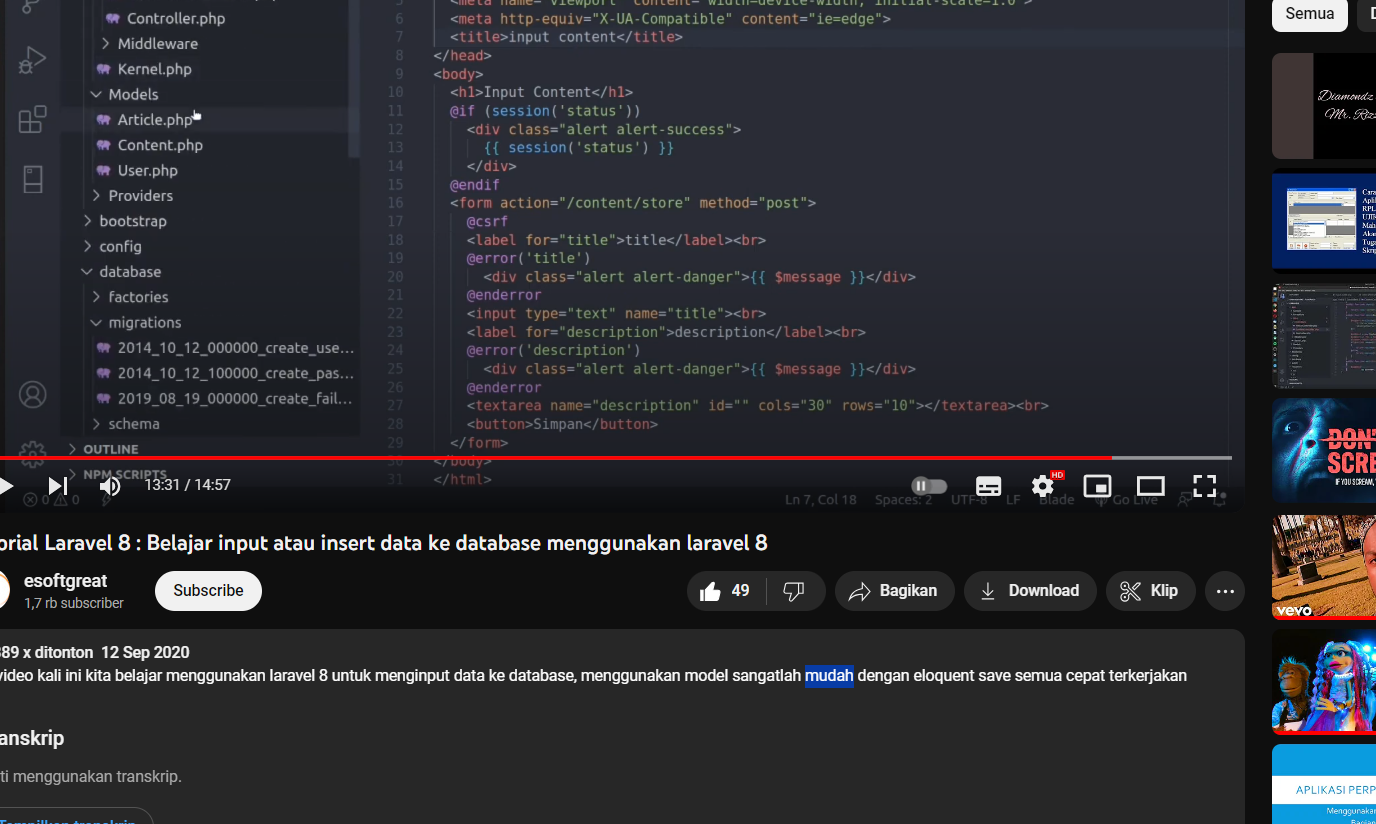 Controller.php
Middleware
Kernel.php
Models
Article.php
Content.php
User.php
Providers
bootstrap
config
database
factories
migrations
2014_10_12_000000_create_use...
2014_10_12_100000_create_pas...
2019_08_19_000000_create_fail...
schema
OUTLINE
NPM SCRIPTS
6 <meta http-equiv="X-UA-Compatible" content="ie=edge">
7 <title>input content</title>
8 </head>
9 <body>
10 <h1>Input Content</h1>
11 @if (session('status'))
12 <div class="alert alert-success">
13 {{ session('status') }}
14 </div>
15 @endif
16 <form action="/content/store" method="post">
17 @csrf
18 <label for="title">title</label><br>
19 @error('title')
20 <div class="alert alert-danger">{{ $message }}</div>
21 @enderror
22 <input type="text" name="title"><br>
23 <label for="description">description</label><br>
24 @error('description')
25 <div class="alert alert-danger">{{ $message }}</div>
26 @enderror
27 <textarea name="description" id="" cols="30" rows="10"></textarea><br>
28 <button>Simpan</button>
29 </form>
30 </body>
31 </html>
13:31 / 14:57
HD
0 0
Ln 7, Col 18 Spaces: 2 UTF-8 LF Blade Go Live
orial Laravel 8 : Belajar input atau insert data ke database menggunakan laravel 8
esoftgreat
1,7 rb subscriber
Subscribe
49
Bagikan
Download
Klip
389 x ditonton 12 Sep 2020
video kali ini kita belajar menggunakan laravel 8 untuk menginput data ke database, menggunakan model sangatlah mudah dengan eloquent save semua cepat terkerjakan
anskrip
ti menggunakan transkrip.
Tampilkan transkrip
Semua
Diamondz
Mr. Rizz
Cara
Apli
RPL
UJIK
Mah
Akan
Tuga
Skri
DON'T
SCRE
IF YOU SCREAM,
vevo
APLIKASI PERP
Menggunakan
Bagian